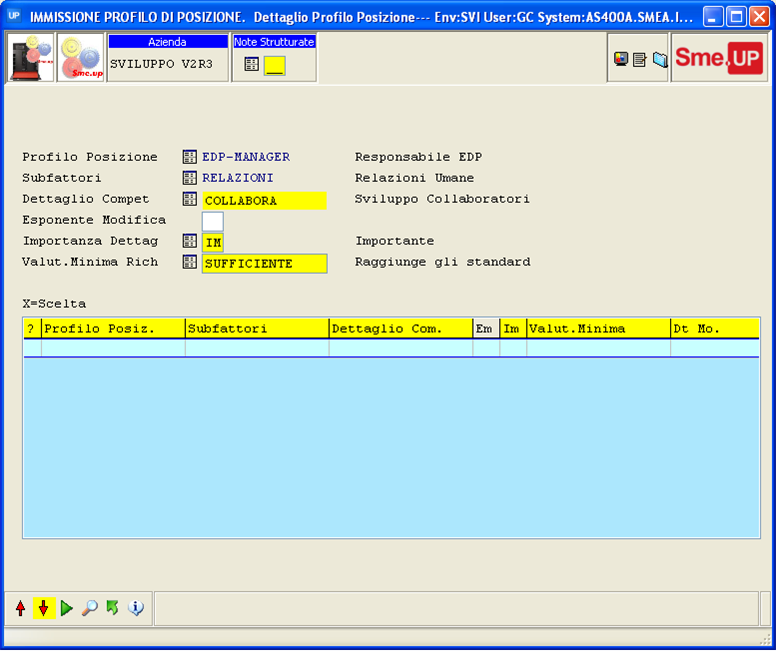 UP IMMISSIONE PROFILO DI POSIZIONE. Dettaglio Profilo Posizione--- Env:SVI User:GC System:AS400A.SMEA.I...
Sme.up
Azienda
SVILUPPO V2R3
Note Strutturate
Sme.UP
Profilo Posizione EDP-MANAGER Responsabile EDP
Subfattori RELAZIONI Relazioni Umane
Dettaglio Compet COLLABORA Sviluppo Collaboratori
Esponente Modifica
Importanza Dettag IM Importante
Valut.Minima Rich SUFFICIENTE Raggiunge gli standard
X=Scelta
? Profilo Posiz. Subfattori Dettaglio Com. Em Im Valut.Minima Dt Mo.